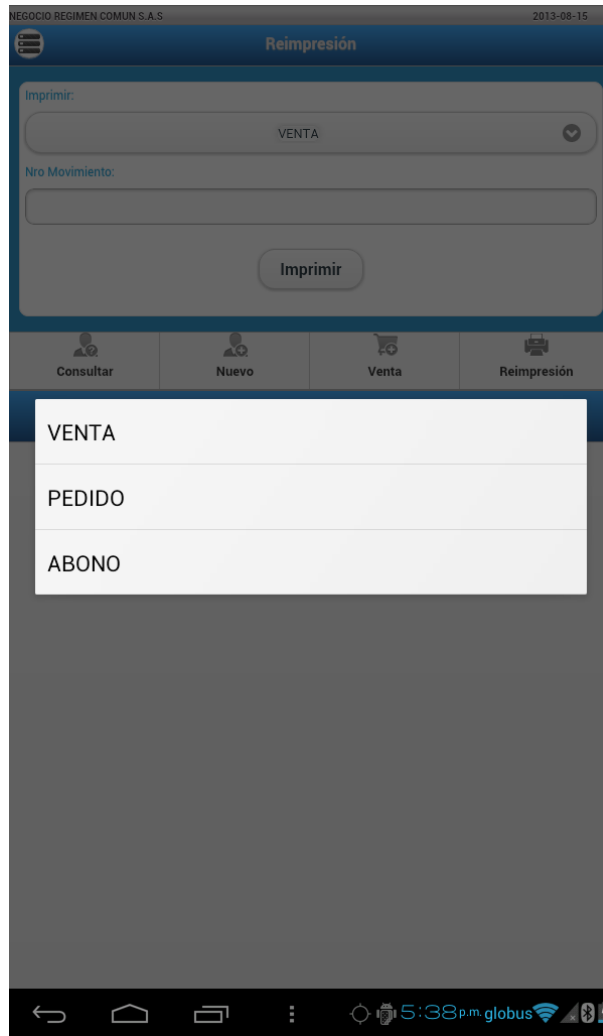 NEGOCIO REGIMEN COMUN S.A.S 2013-08-15
Reimpresión
Imprimir:
VENTA
Nro Movimiento:
Imprimir
Consultar Nuevo Venta Reimpresión
VENTA
PEDIDO
ABONO
5:38 p.m. globus